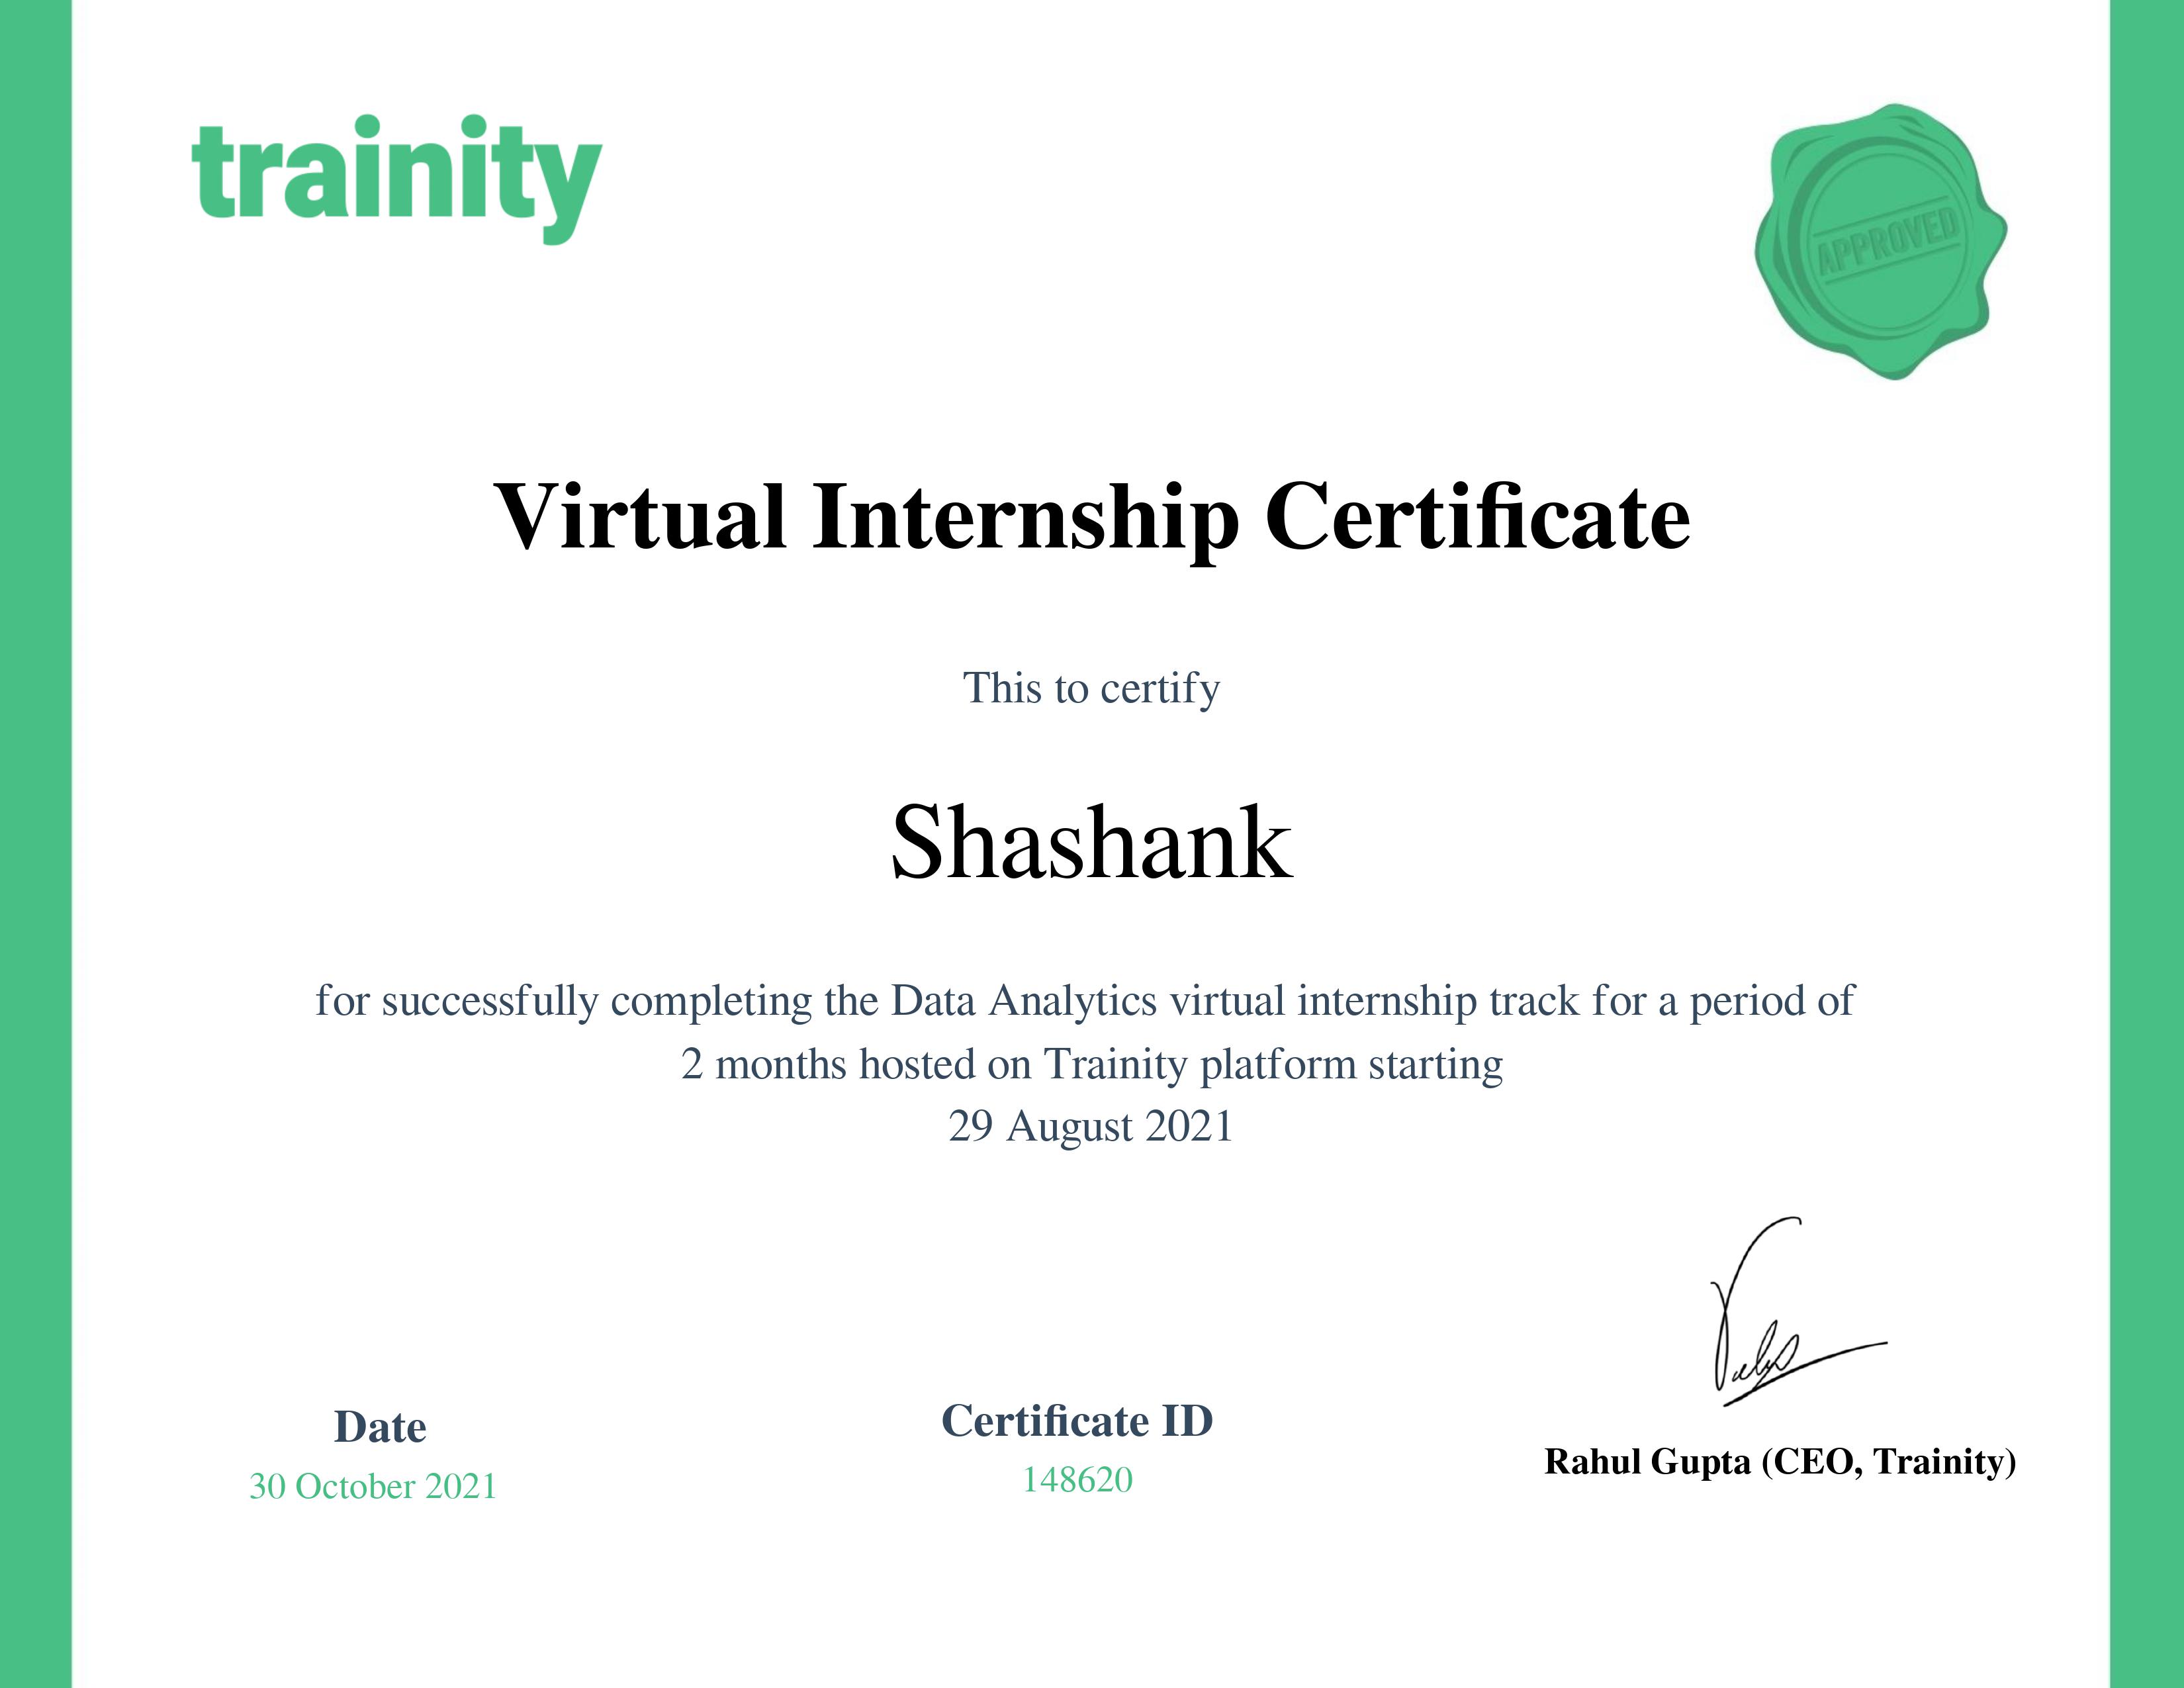 trainity
APPROVED
Virtual Internship Certificate
This to certify
Shashank
for successfully completing the Data Analytics virtual internship track for a period of
2 months hosted on Trainity platform starting
29 August 2021
Date
30 October 2021
Certificate ID
148620
Rahul Gupta (CEO, Trainity)